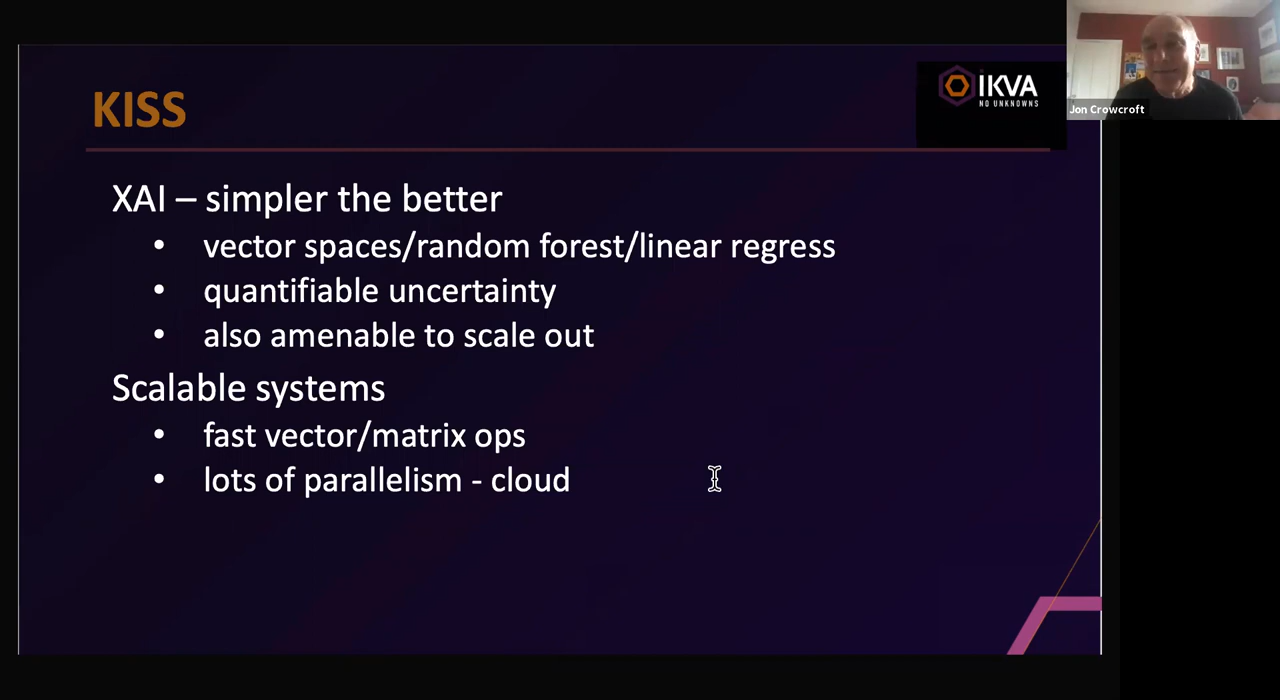 KISS
IKVA
NO UNKNOWNS
Jon Crowcroft
XAI – simpler the better
• vector spaces/random forest/linear regress
• quantifiable uncertainty
• also amenable to scale out
Scalable systems
• fast vector/matrix ops
• lots of parallelism - cloud